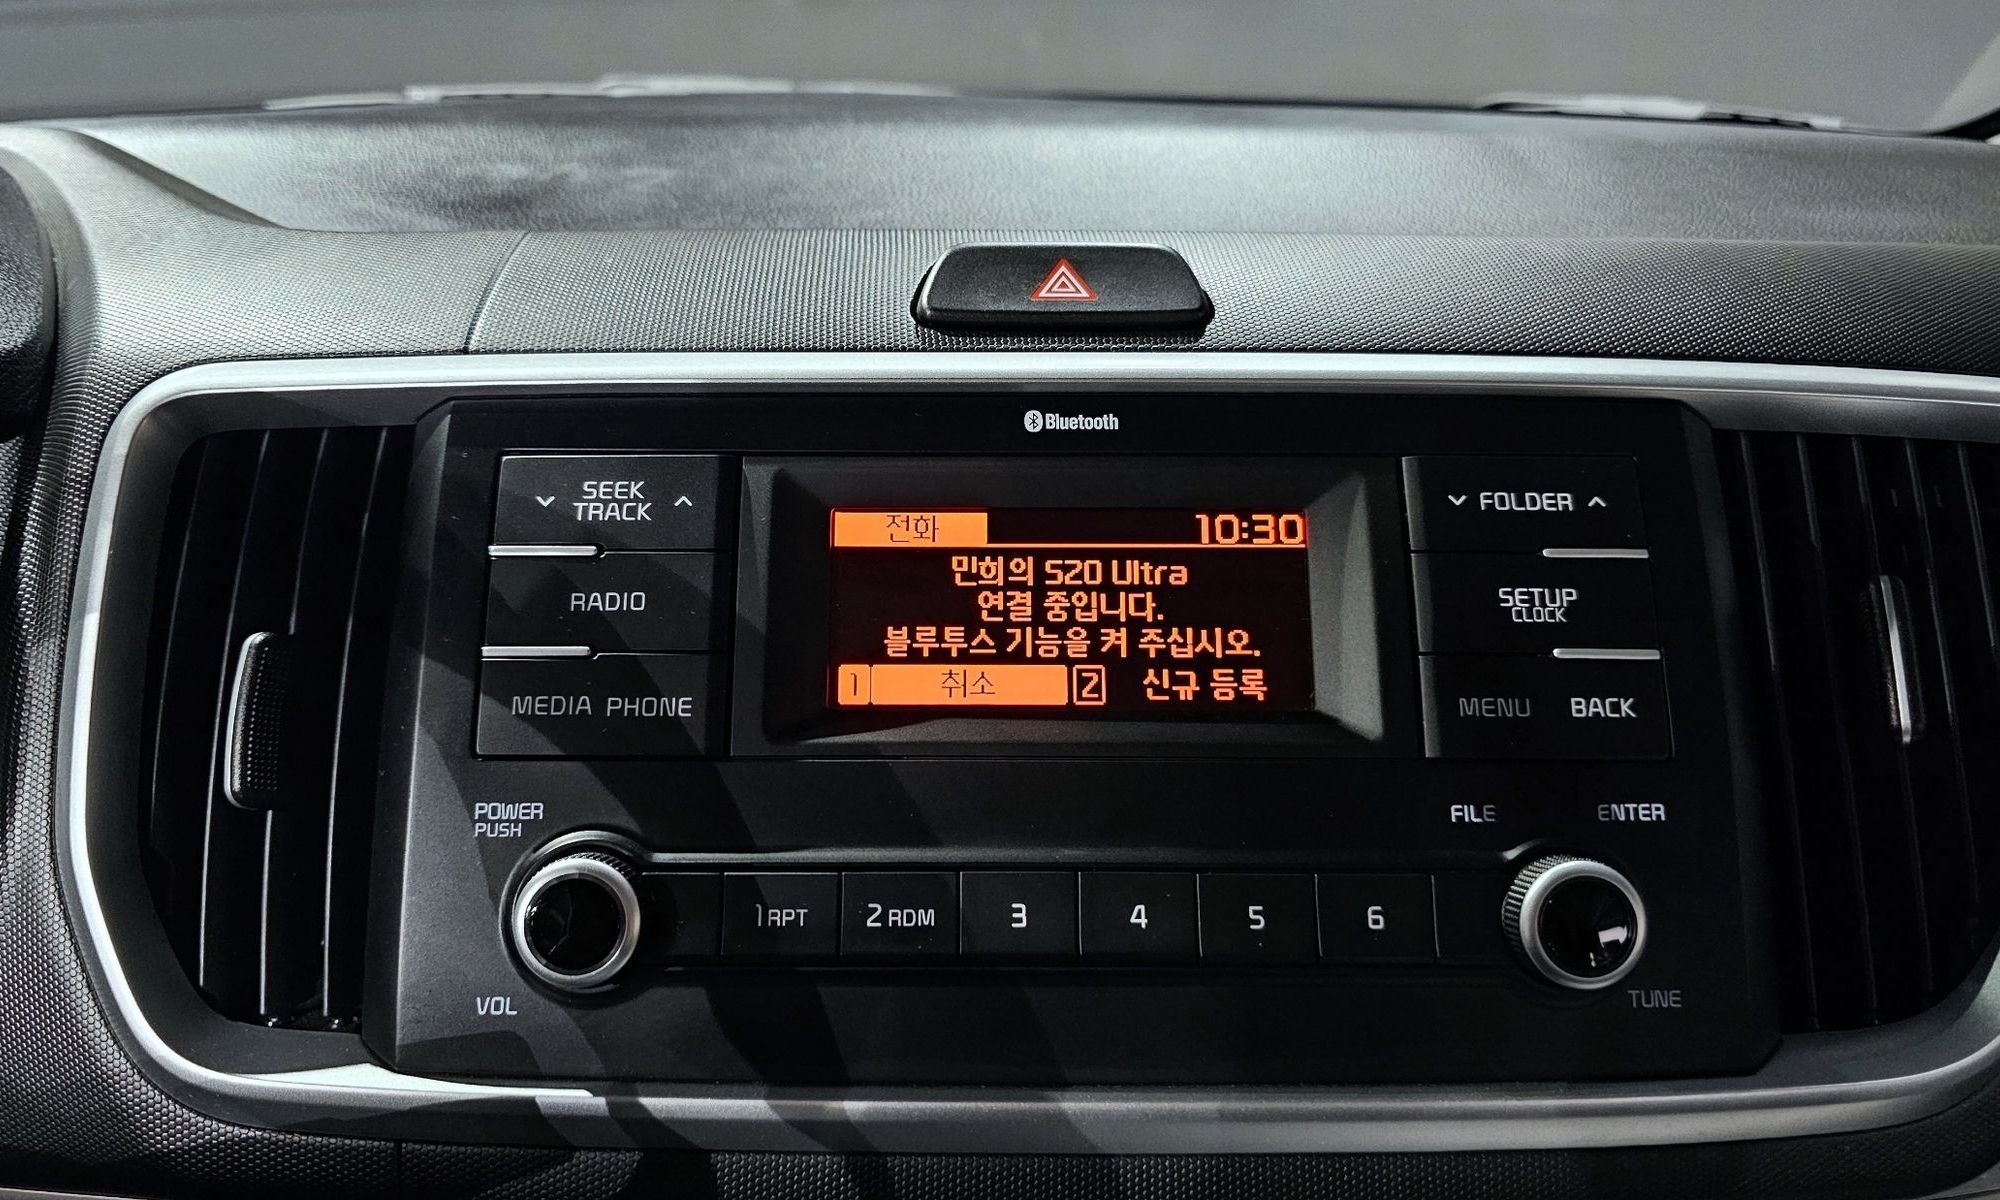 Bluetooth
SEEK
TRACK
RADIO
MEDIA PHONE
전화 10:30
민희의 S20 Ultra
연결 중입니다.
블루투스 기능을 켜 주십시오.
1 취소 2 신규 등록
FOLDER
SETUP
CLOCK
MENU BACK
POWER
PUSH
VOL
1 RPT 2 RDM 3 4 5 6
FILE ENTER
TUNE